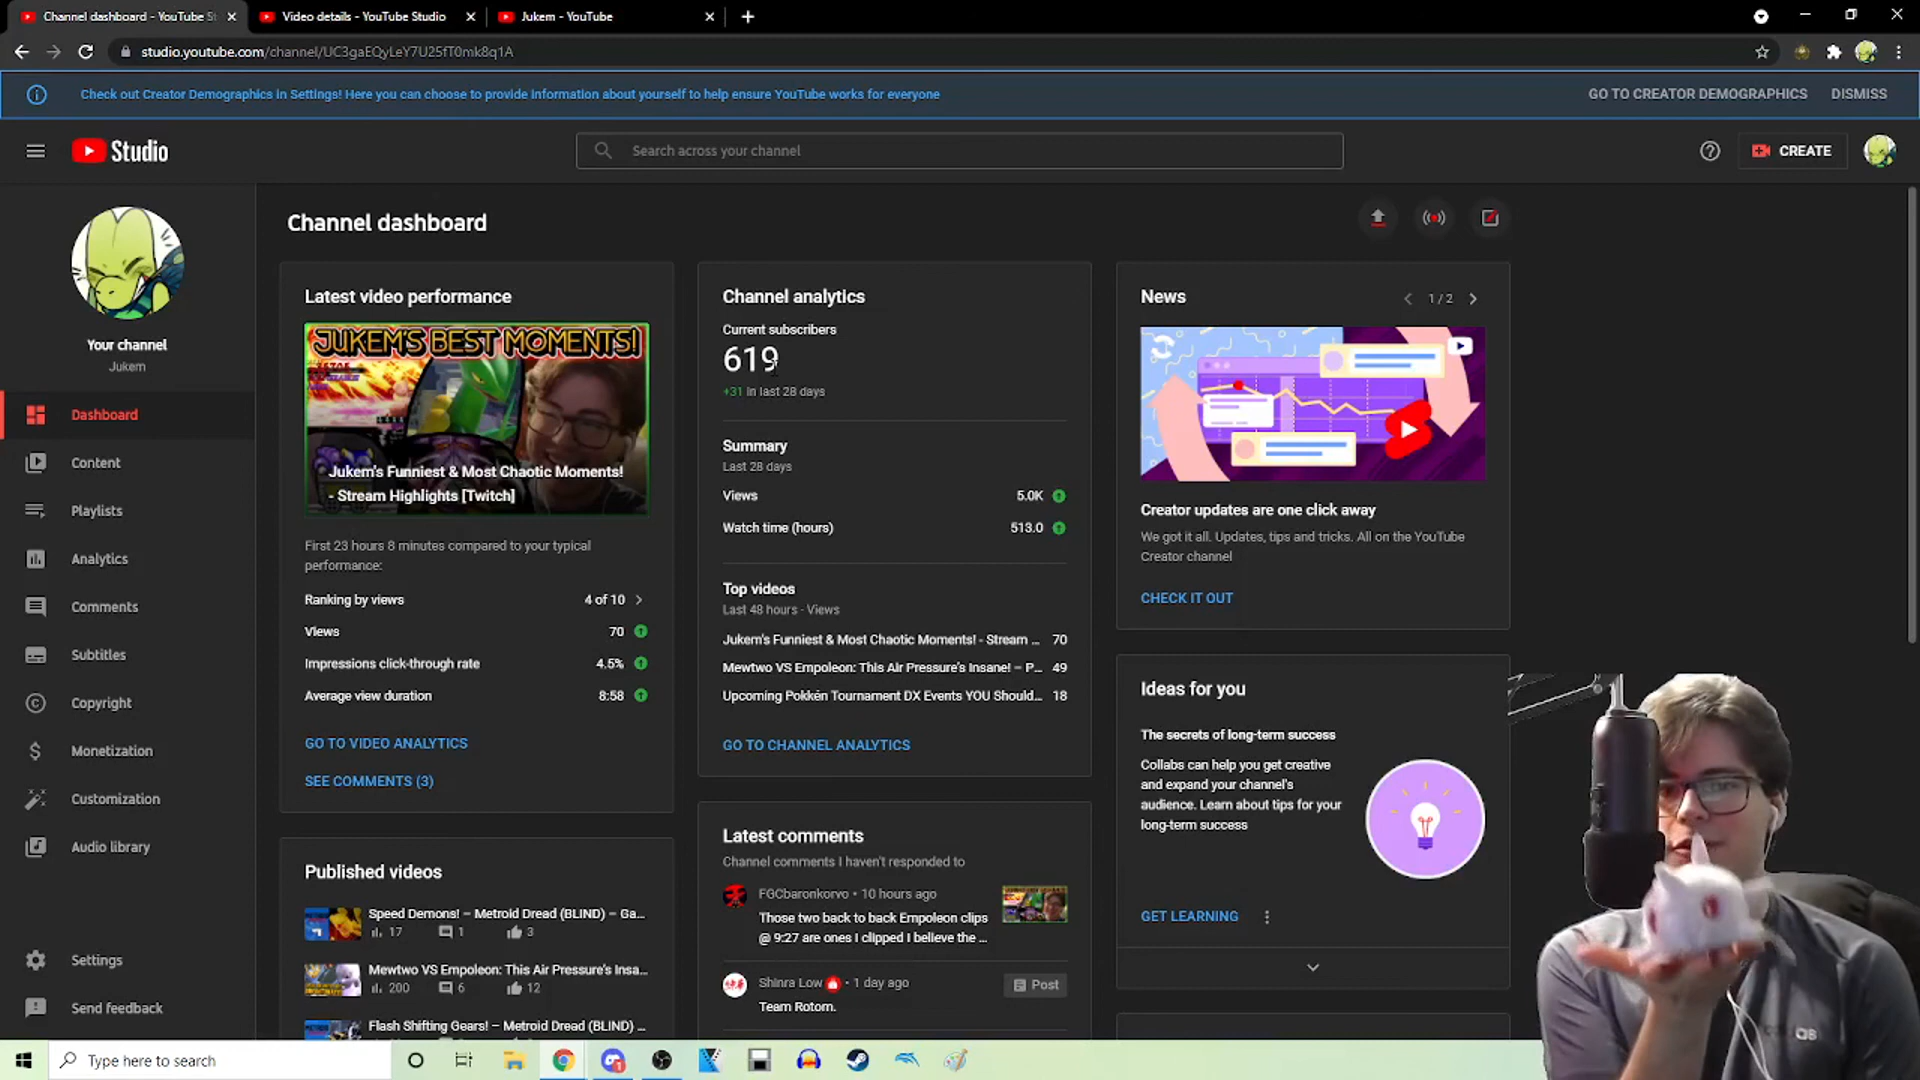 Channel dashboard - YouTube St
Video details - YouTube Studio
Jukem - YouTube
studio.youtube.com/channel/UC3gaEQyLeY7U25fT0mk8q1A
Check out Creator Demographics in Settings! Here you can choose to provide information about yourself to help ensure YouTube works for everyone
GO TO CREATOR DEMOGRAPHICS
DISMISS
Studio
Search across your channel
CREATE
Your channel
Jukem
Dashboard
Content
Playlists
Analytics
Comments
Subtitles
Copyright
Monetization
Customization
Audio library
Settings
Send feedback
Channel dashboard
Latest video performance
JUKEM'S BEST MOMENTS!
Jukem's Funniest & Most Chaotic Moments!
- Stream Highlights [Twitch]
First 23 hours 8 minutes compared to your typical
performance:
Ranking by views 4 of 10
Views 70
Impressions click-through rate 4.5%
Average view duration 8:58
GO TO VIDEO ANALYTICS
SEE COMMENTS (3)
Published videos
Speed Demons! – Metroid Dread (BLIND) – Ga...
17 1 3
Mewtwo VS Empoleon: This Air Pressure's Insa...
200 6 12
Flash Shifting Gears! – Metroid Dread (BLIND) ...
Channel analytics
Current subscribers
619
+31 in last 28 days
Summary
Last 28 days
Views 5.0K
Watch time (hours) 513.0
Top videos
Last 48 hours · Views
Jukem's Funniest & Most Chaotic Moments! - Stream ... 70
Mewtwo VS Empoleon: This Air Pressure's Insane! – P... 49
Upcoming Pokkén Tournament DX Events YOU Should... 18
GO TO CHANNEL ANALYTICS
Latest comments
Channel comments I haven't responded to
FGCbaronkorvo • 10 hours ago
Those two back to back Empoleon clips
@ 9:27 are ones I clipped I believe the ...
Shinra Low • 1 day ago
Team Rotom.
Post
News
1 / 2
Creator updates are one click away
We got it all. Updates, tips and tricks. All on the YouTube
Creator channel
CHECK IT OUT
Ideas for you
The secrets of long-term success
Collabs can help you get creative
and expand your channel's
audience. Learn about tips for your
long-term success
GET LEARNING
Type here to search